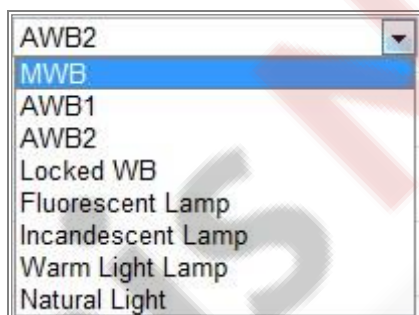 AWB2
MWB
AWB1
AWB2
Locked WB
Fluorescent Lamp
Incandescent Lamp
Warm Light Lamp
Natural Light